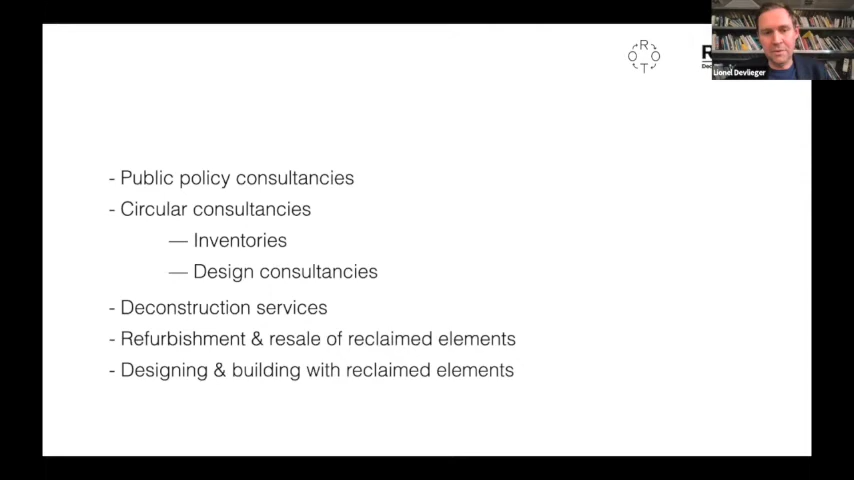 R
O O
T
R
Dec
Lionel Devlieger
- Public policy consultancies
- Circular consultancies
— Inventories
— Design consultancies
- Deconstruction services
- Refurbishment & resale of reclaimed elements
- Designing & building with reclaimed elements